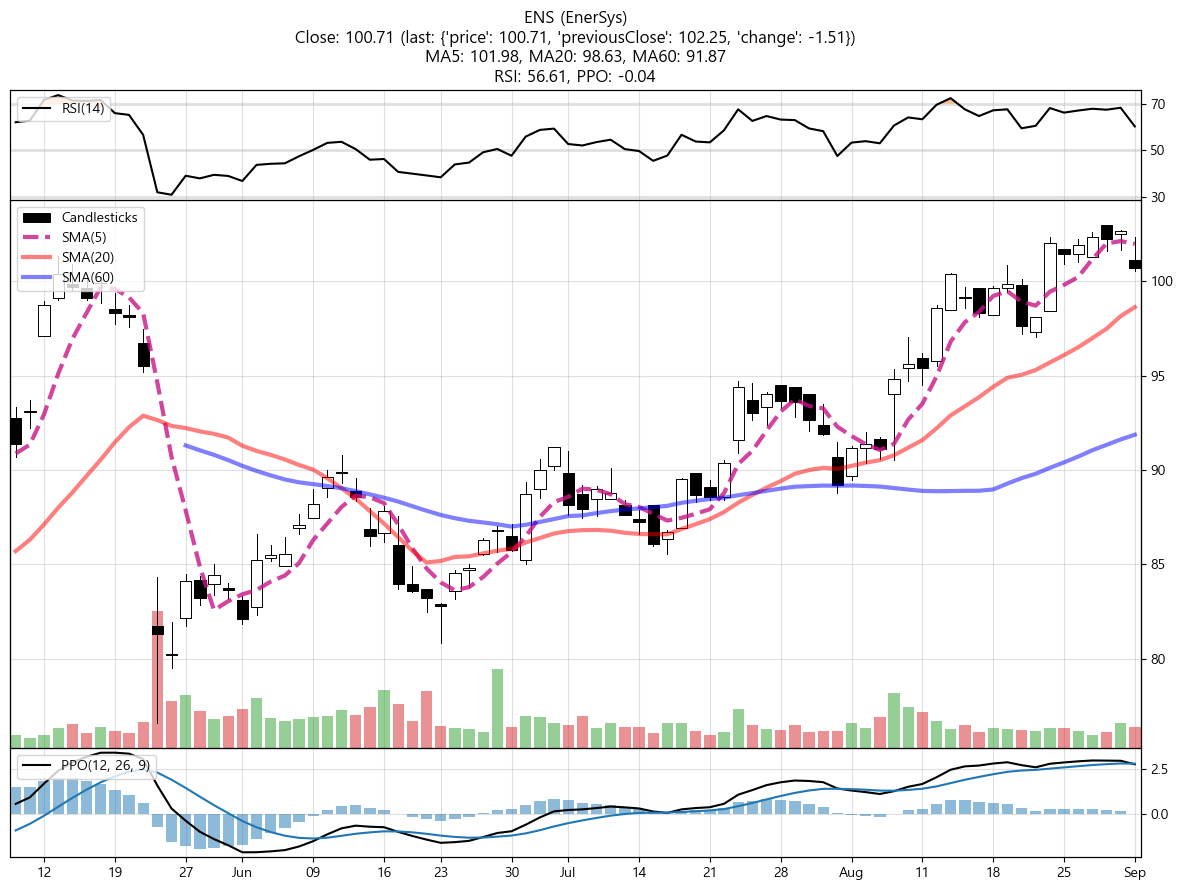 ENS (EnerSys)
Close: 100.71 (last: {'price': 100.71, 'previousClose': 102.25, 'change': -1.51})
MA5: 101.98, MA20: 98.63, MA60: 91.87
RSI: 56.61, PPO: -0.04
RSI(14)
70
50
30
Candlesticks
SMA(5)
SMA(20)
SMA(60)
100
95
90
85
80
PPO(12, 26, 9)
2.5
0.0
12 19 27 Jun 09 16 23 30 Jul 14 21 28 Aug 11 18 25 Sep